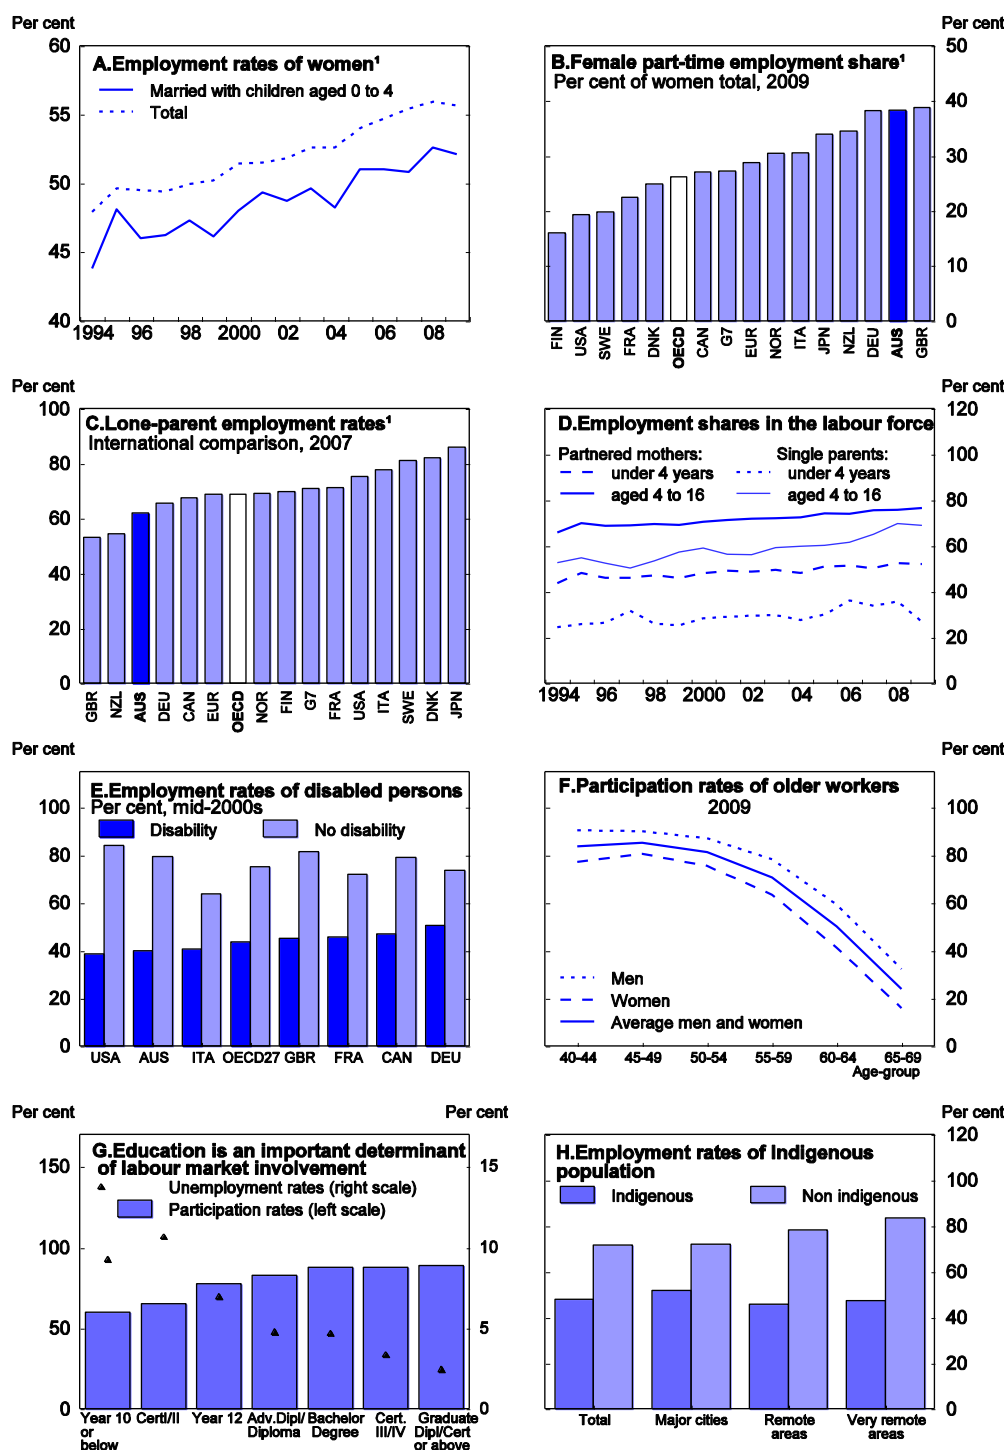 Per cent
60
A.Employment rates of women¹
Married with children aged 0 to 4
Total
55
50
45
40
1994 96 98 2000 02 04 06 08
Per cent
50
B.Female part-time employment share¹
Per cent of women total, 2009
40
30
20
10
0
FIN USA SWE FRA DNK OECD CAN G7 EUR NOR ITA JPN NZL DEU AUS GBR
Per cent
100
C.Lone-parent employment rates¹
International comparison, 2007
80
60
40
20
0
GBR NZL AUS DEU CAN EUR OECD NOR FIN G7 FRA USA ITA SWE DNK JPN
Per cent
120
D.Employment shares in the labour force
Partnered mothers: Single parents:
under 4 years under 4 years
aged 4 to 16 aged 4 to 16
100
80
60
40
20
0
1994 96 98 2000 02 04 06 08
Per cent
E.Employment rates of disabled persons
Per cent, mid-2000s
Disability No disability
100
80
60
40
20
0
USA AUS ITA OECD27 GBR FRA CAN DEU
Per cent
F.Participation rates of older workers
2009
100
80
60
40
20
0
Men
Women
Average men and women
40-44 45-49 50-54 55-59 60-64 65-69
Age-group
Per cent Per cent
G.Education is an important determinant
of labour market involvement
Unemployment rates (right scale)
Participation rates (left scale)
150 15
100 10
50 5
0 0
Year 10 CertI/II Year 12 Adv.Dipl/ Bachelor Cert. Graduate
or Diploma Degree III/IV Dipl/Cert
below or above
Per cent
120
H.Employment rates of Indigenous
population
Indigenous Non indigenous
100
80
60
40
20
0
Total Major cities Remote Very remote
areas areas